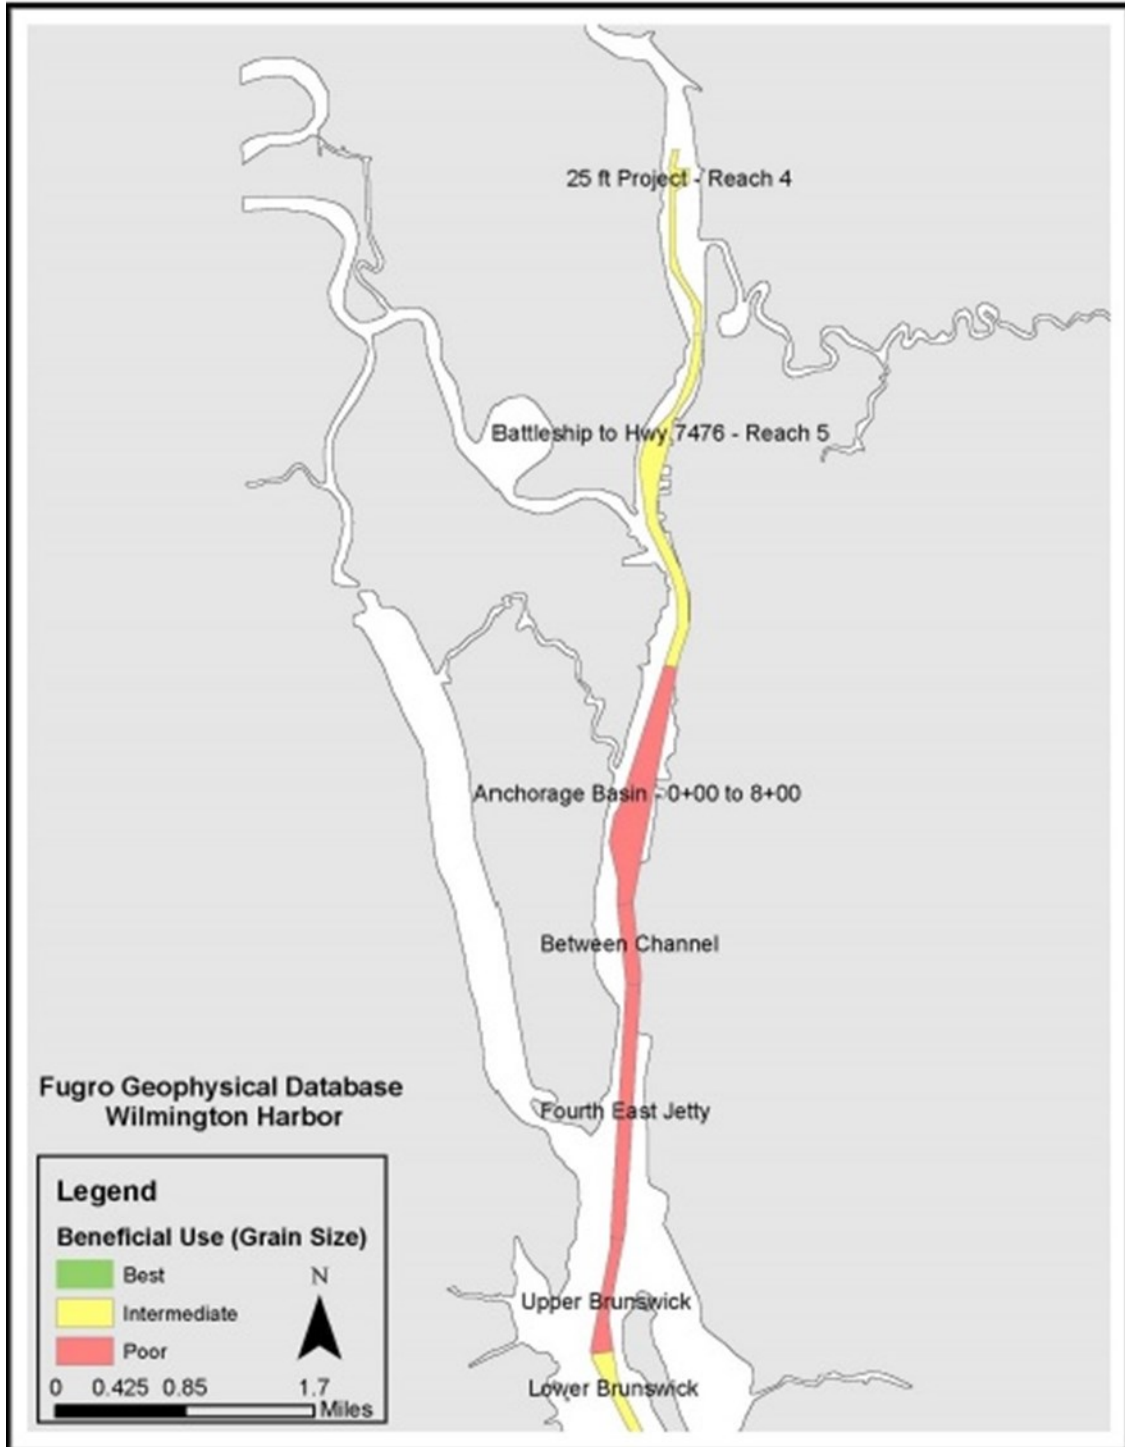 25 ft Project - Reach 4
Battleship to Hwy 7476 - Reach 5
Anchorage Basin - 0+00 to 8+00
Between Channel
Fourth East Jetty
Upper Brunswick
Lower Brunswick
Fugro Geophysical Database
Wilmington Harbor
Legend
Beneficial Use (Grain Size)
Best
Intermediate
Poor
N
0 0.425 0.85 1.7
Miles